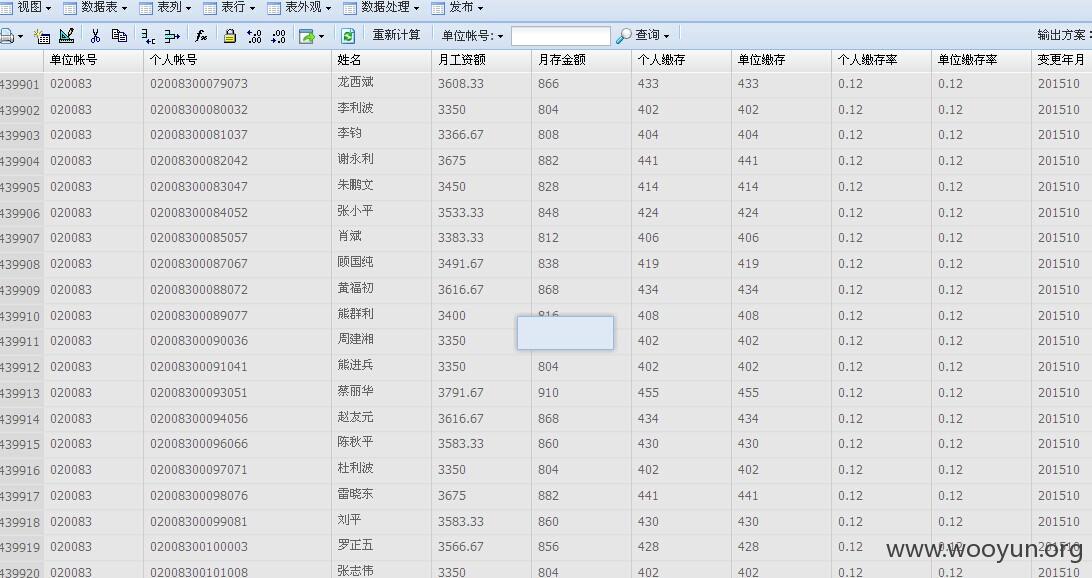 视图 数据表 表列 表行 表外观 数据处理 发布
重新计算 单位帐号: 查询 输出方案:
单位帐号 个人帐号 姓名 月工资额 月存金额 个人缴存 单位缴存 个人缴存率 单位缴存率 变更年月
439901 020083 02008300079073 龙西斌 3608.33 866 433 433 0.12 0.12 201510
439902 020083 02008300080032 李利波 3350 804 402 402 0.12 0.12 201510
439903 020083 02008300081037 李钧 3366.67 808 404 404 0.12 0.12 201510
439904 020083 02008300082042 谢永利 3675 882 441 441 0.12 0.12 201510
439905 020083 02008300083047 朱鹏文 3450 828 414 414 0.12 0.12 201510
439906 020083 02008300084052 张小平 3533.33 848 424 424 0.12 0.12 201510
439907 020083 02008300085057 肖斌 3383.33 812 406 406 0.12 0.12 201510
439908 020083 02008300087067 顾国纯 3491.67 838 419 419 0.12 0.12 201510
439909 020083 02008300088072 黄福初 3616.67 868 434 434 0.12 0.12 201510
439910 020083 02008300089077 熊群利 3400 816 408 408 0.12 0.12 201510
439911 020083 02008300090036 周建湘 3350 402 402 0.12 0.12 201510
439912 020083 02008300091041 熊进兵 3350 804 402 402 0.12 0.12 201510
439913 020083 02008300093051 蔡丽华 3791.67 910 455 455 0.12 0.12 201510
439914 020083 02008300094056 赵友元 3616.67 868 434 434 0.12 0.12 201510
439915 020083 02008300096066 陈秋平 3583.33 860 430 430 0.12 0.12 201510
439916 020083 02008300097071 杜利波 3350 804 402 402 0.12 0.12 201510
439917 020083 02008300098076 雷晓东 3675 882 441 441 0.12 0.12 201510
439918 020083 02008300099081 刘平 3583.33 860 430 430 0.12 0.12 201510
439919 020083 02008300100003 罗正五 3566.67 856 428 428 0.12 0.12 201510
439920 020083 02008300101008 张志伟 3350 804 402 402 0.12 0.12 201510
www.wooyun.org